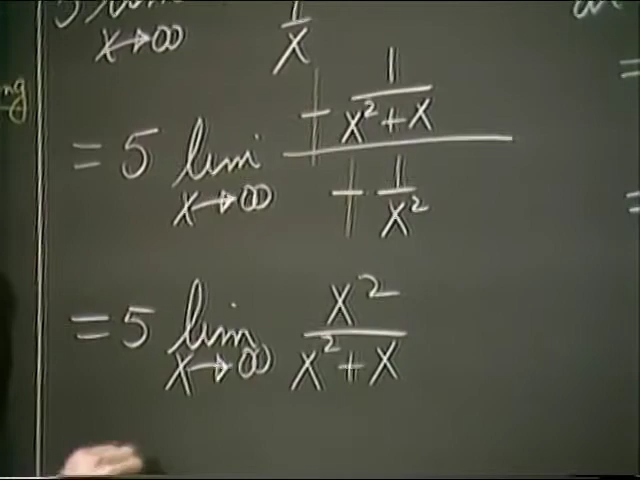 x→∞ 1/x
= 5 lim x→∞ (-1/(x²+x))/(-1/x²)
= 5 lim x→∞ x²/(x²+x)